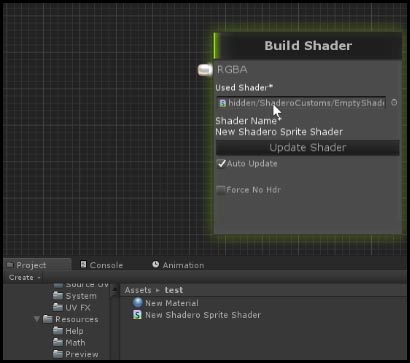 Build Shader
RGBA
Used Shader*
hidden/ShaderoCustoms/EmptyShade
Shader Name*
New Shadero Sprite Shader
Update Shader
Auto Update
Force No Hdr
Project
Console
Animation
Create
Source UV
System
UV FX
Resources
Help
Math
Preview
Assets ▸ test
New Material
New Shadero Sprite Shader